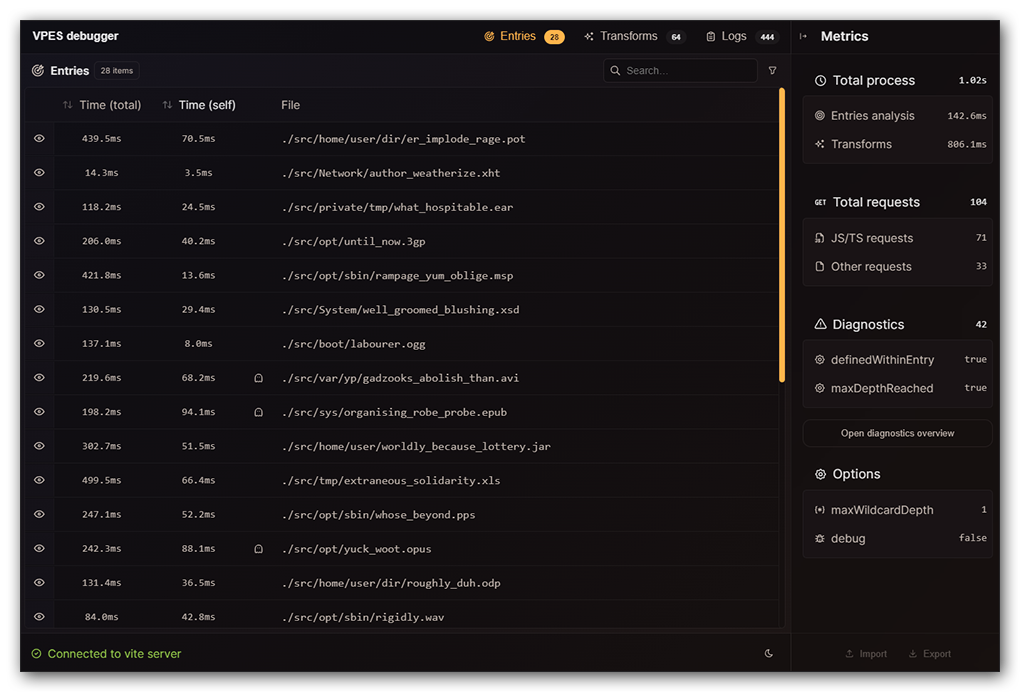 VPES debugger
Entries 28 Transforms 64 Logs 444
Metrics
Entries 28 items
Search...
Time (total) Time (self) File
439.5ms 70.5ms ./src/home/user/dir/er_implode_rage.pot
14.3ms 3.5ms ./src/Network/author_weatherize.xht
118.2ms 24.5ms ./src/private/tmp/what_hospitable.ear
206.0ms 40.2ms ./src/opt/until_now.3gp
421.8ms 13.6ms ./src/opt/sbin/rampage_yum_oblige.msp
130.5ms 29.4ms ./src/System/well_groomed_blushing.xsd
137.1ms 8.0ms ./src/boot/labourer.ogg
219.6ms 68.2ms ./src/var/yp/gadzooks_abolish_than.avi
198.2ms 94.1ms ./src/sys/organising_robe_probe.epub
302.7ms 51.5ms ./src/home/user/worldly_because_lottery.jar
499.5ms 66.4ms ./src/tmp/extraneous_solidarity.xls
247.1ms 52.2ms ./src/opt/sbin/whose_beyond.pps
242.3ms 88.1ms ./src/opt/yuck_woot.opus
131.4ms 36.5ms ./src/home/user/dir/roughly_duh.odp
84.0ms 42.8ms ./src/opt/sbin/rigidly.wav
Connected to vite server
Total process 1.02s
Entries analysis 142.6ms
Transforms 806.1ms
GET Total requests 104
JS/TS requests 71
Other requests 33
Diagnostics 42
definedWithinEntry true
maxDepthReached true
Open diagnostics overview
Options
maxWildcardDepth 1
debug false
Import Export